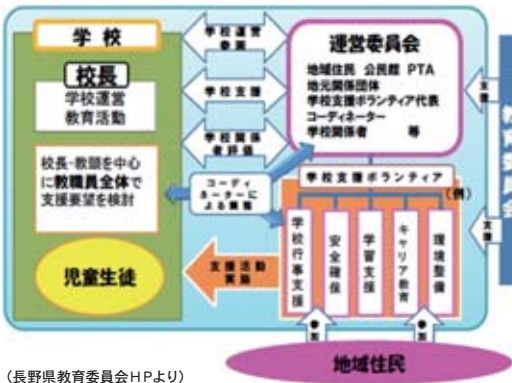 学校
校長
学校運営
教育活動
校長・教頭を中心
に教職員全体で
支援要望を検討
児童生徒
学校運営
参画
学校支援
学校関係
者評価
コーディ
ネーターに
よる調整
支援活動
実施
運営委員会
地域住民 公民館 PTA
地元関係団体
学校支援ボランティア代表
コーディネーター
学校関係者 等
学校支援ボランティア
(例)
学校行事支援
安全確保
学習支援
キャリア教育
環境整備
支援
支援
教育委員会
参加
参加
地域住民
(長野県教育委員会HPより)